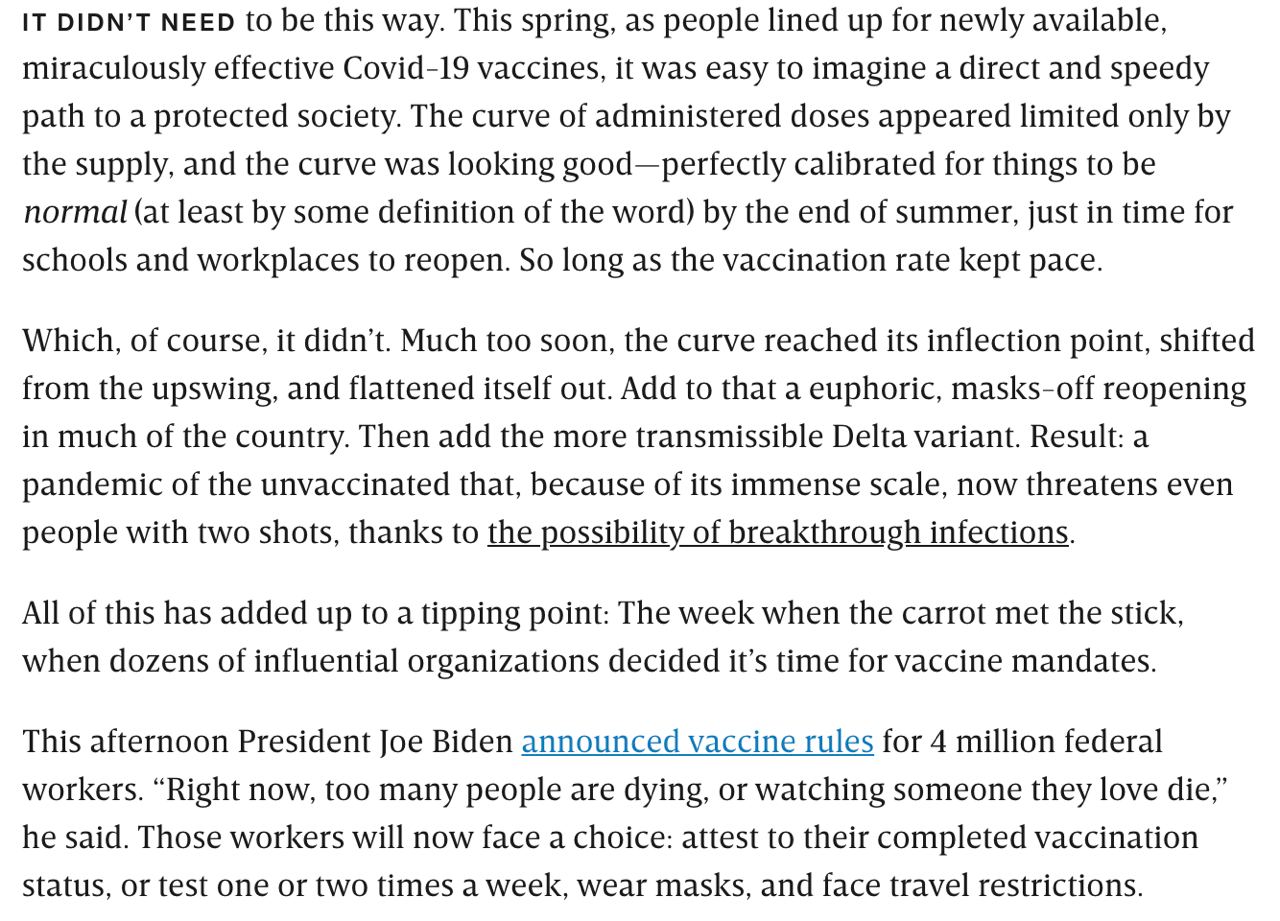 IT DIDN’T NEED to be this way. This spring, as people lined up for newly available,
miraculously effective Covid-19 vaccines, it was easy to imagine a direct and speedy
path to a protected society. The curve of administered doses appeared limited only by
the supply, and the curve was looking good—perfectly calibrated for things to be
normal (at least by some definition of the word) by the end of summer, just in time for
schools and workplaces to reopen. So long as the vaccination rate kept pace.
Which, of course, it didn’t. Much too soon, the curve reached its inflection point, shifted
from the upswing, and flattened itself out. Add to that a euphoric, masks-off reopening
in much of the country. Then add the more transmissible Delta variant. Result: a
pandemic of the unvaccinated that, because of its immense scale, now threatens even
people with two shots, thanks to the possibility of breakthrough infections.
All of this has added up to a tipping point: The week when the carrot met the stick,
when dozens of influential organizations decided it’s time for vaccine mandates.
This afternoon President Joe Biden announced vaccine rules for 4 million federal
workers. “Right now, too many people are dying, or watching someone they love die,”
he said. Those workers will now face a choice: attest to their completed vaccination
status, or test one or two times a week, wear masks, and face travel restrictions.